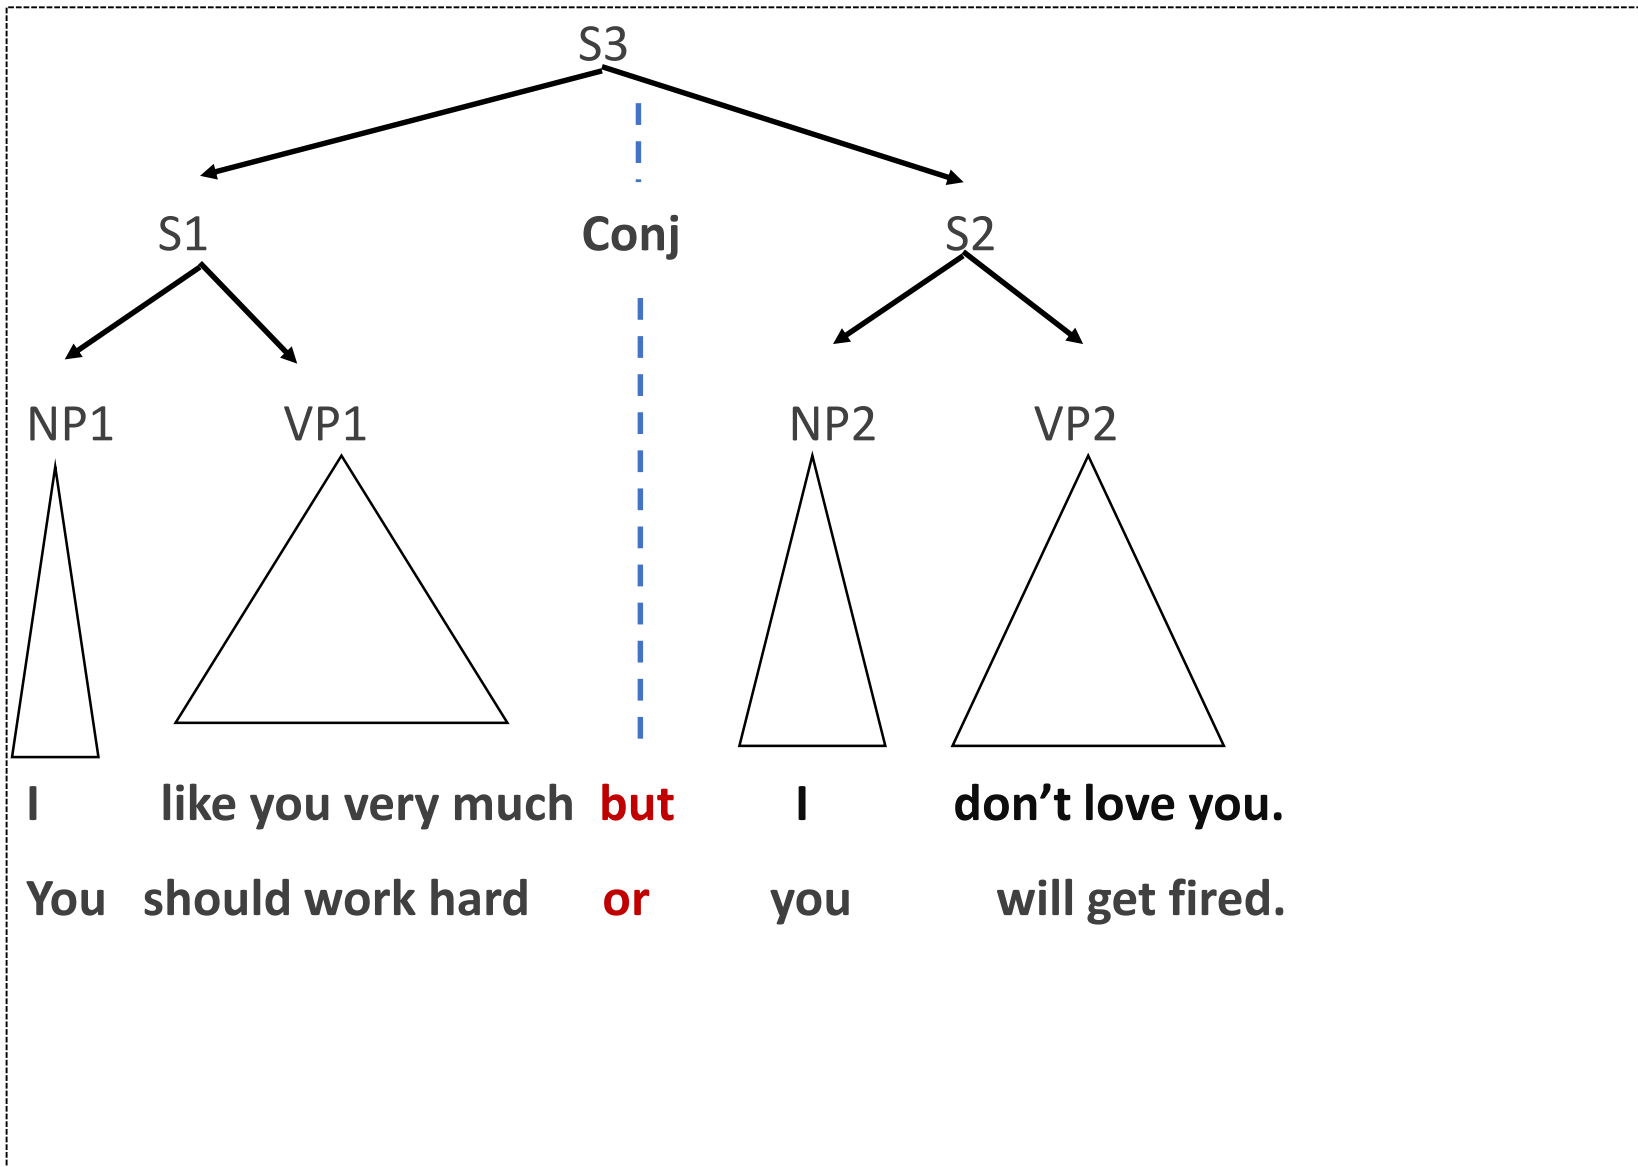 S3
S1 Conj S2
NP1 VP1 NP2 VP2
I like you very much but I don’t love you.
You should work hard or you will get fired.